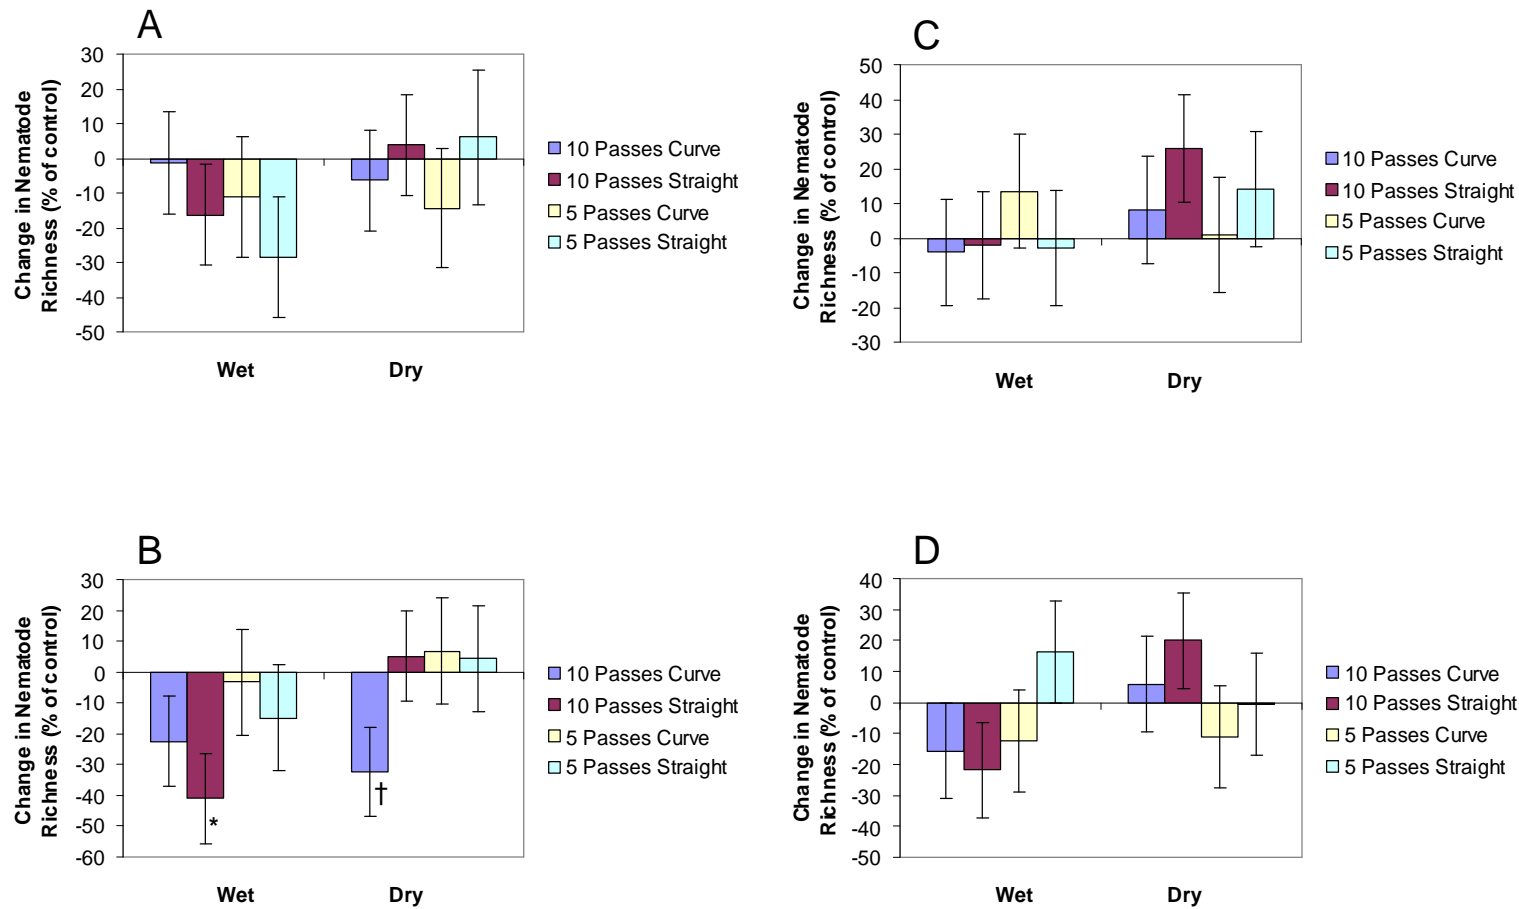 A
Change in Nematode
Richness (% of control)
30
20
10
0
-10
-20
-30
-40
-50
Wet
Dry
10 Passes Curve
10 Passes Straight
5 Passes Curve
5 Passes Straight
C
Change in Nematode
Richness (% of control)
50
40
30
20
10
0
-10
-20
-30
Wet
Dry
10 Passes Curve
10 Passes Straight
5 Passes Curve
5 Passes Straight
B
Change in Nematode
Richness (% of control)
30
20
10
0
-10
-20
-30
-40
-50
-60
*
†
Wet
Dry
10 Passes Curve
10 Passes Straight
5 Passes Curve
5 Passes Straight
D
Change in Nematode
Richness (% of control)
40
30
20
10
0
-10
-20
-30
-40
-50
Wet
Dry
10 Passes Curve
10 Passes Straight
5 Passes Curve
5 Passes Straight